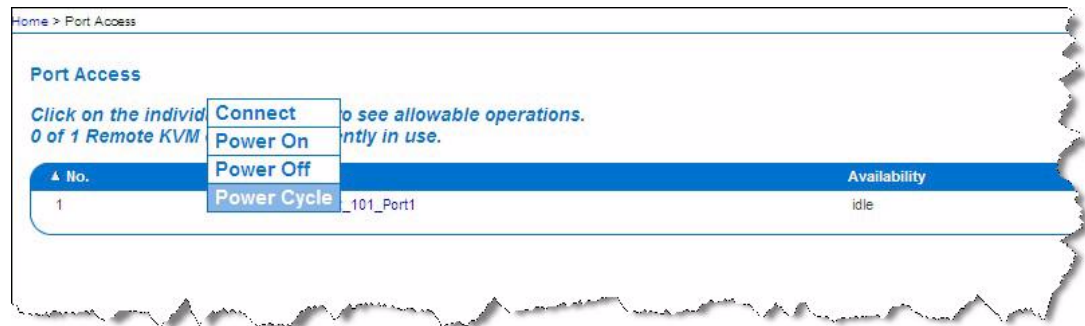 Home > Port Access
Port Access
Click on the individ o see allowable operations.
0 of 1 Remote KVM ntly in use.
Connect
Power On
Power Off
Power Cycle
▲ No. Availability
1 _101_Port1 idle